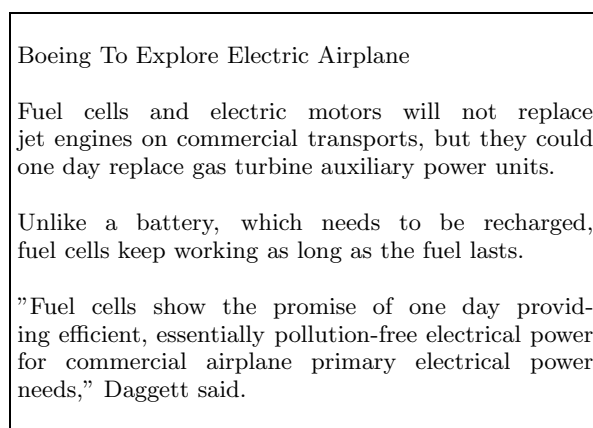 Boeing To Explore Electric Airplane
Fuel cells and electric motors will not replace
jet engines on commercial transports, but they could
one day replace gas turbine auxiliary power units.
Unlike a battery, which needs to be recharged,
fuel cells keep working as long as the fuel lasts.
”Fuel cells show the promise of one day provid-
ing efficient, essentially pollution-free electrical power
for commercial airplane primary electrical power
needs,” Daggett said.